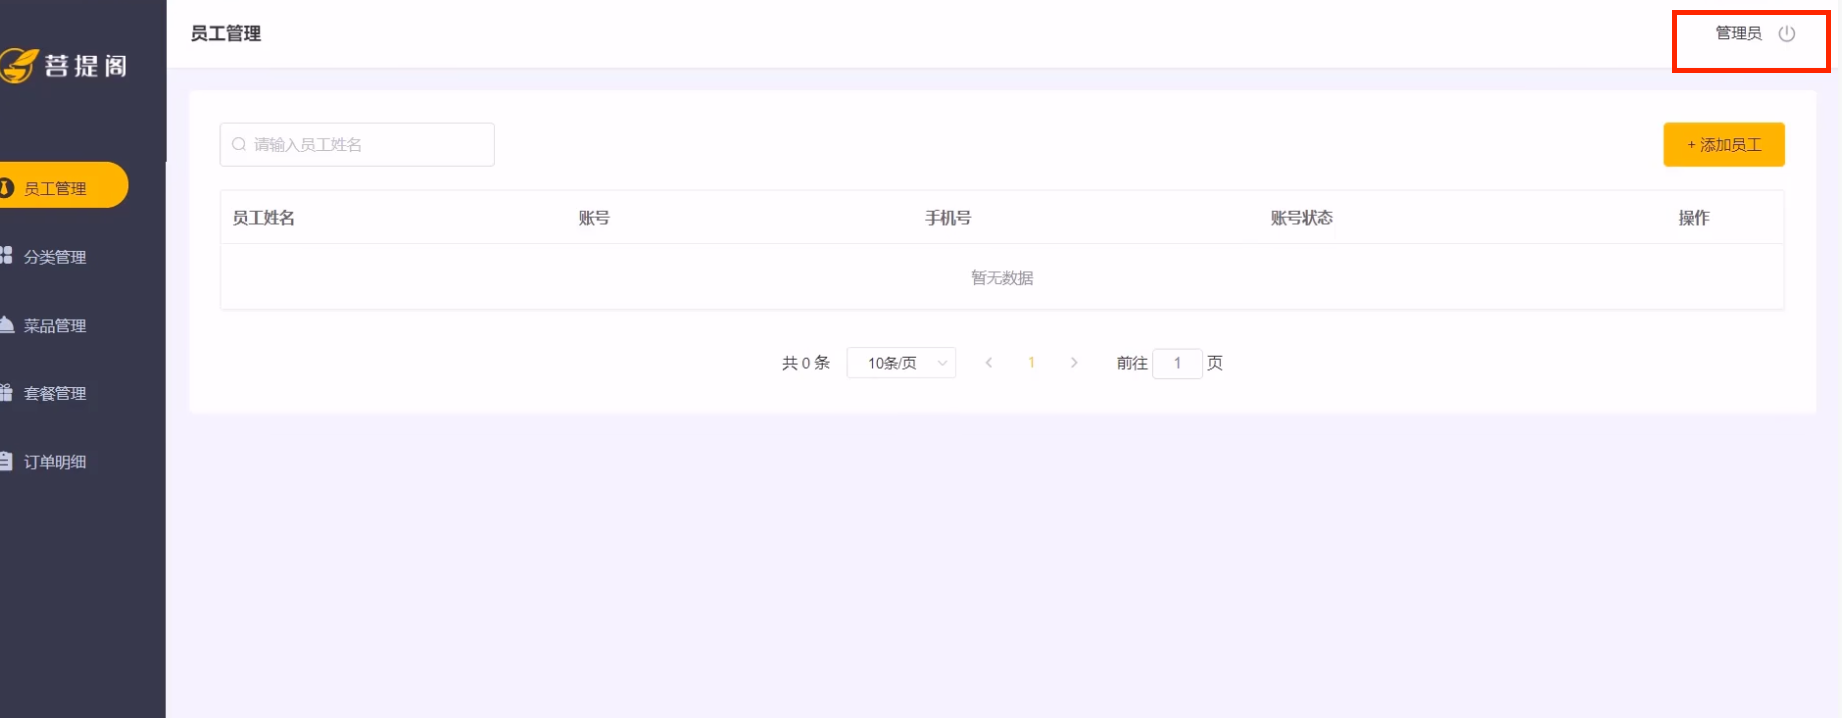 菩提阁
员工管理
分类管理
菜品管理
套餐管理
订单明细
员工管理
管理员
请输入员工姓名
+ 添加员工
员工姓名 账号 手机号 账号状态 操作
暂无数据
共 0 条 10条/页 1 前往 1 页